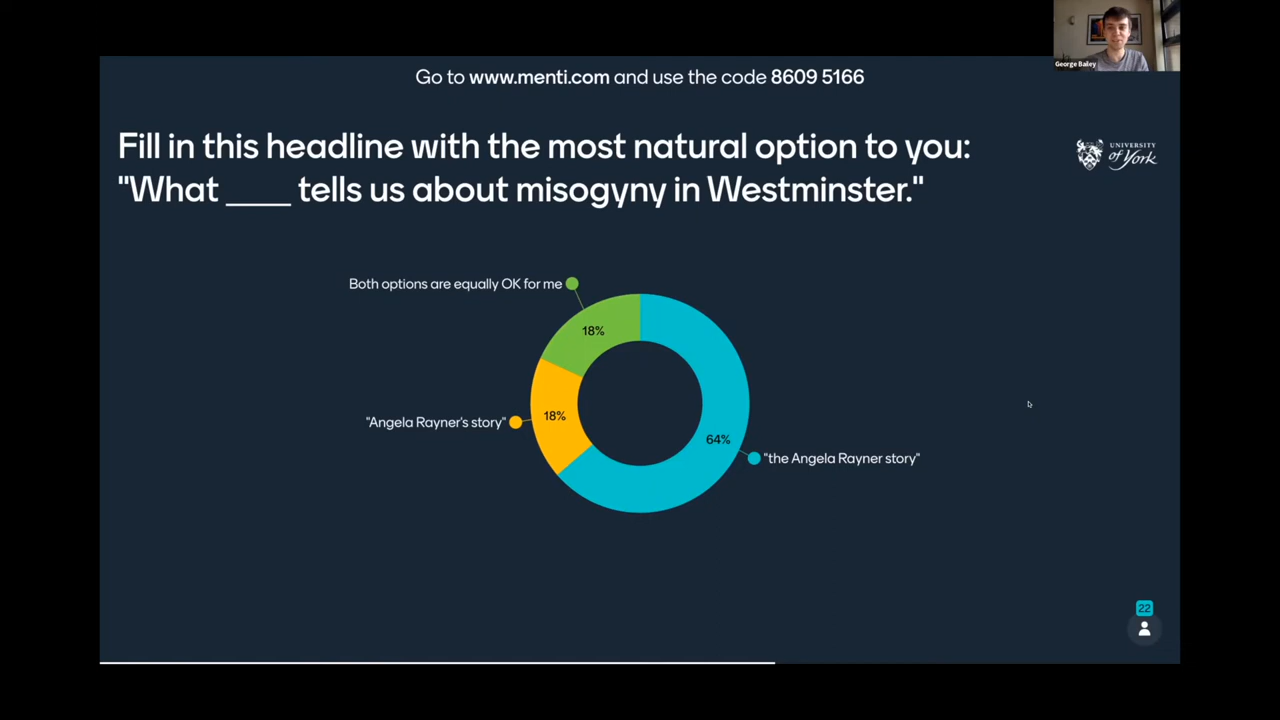 George Bailey
Go to www.menti.com and use the code 8609 5166
Fill in this headline with the most natural option to you:
"What ____ tells us about misogyny in Westminster."
UNIVERSITY
of York
Both options are equally OK for me
18%
"Angela Rayner's story"
18%
64%
"the Angela Rayner story"
22